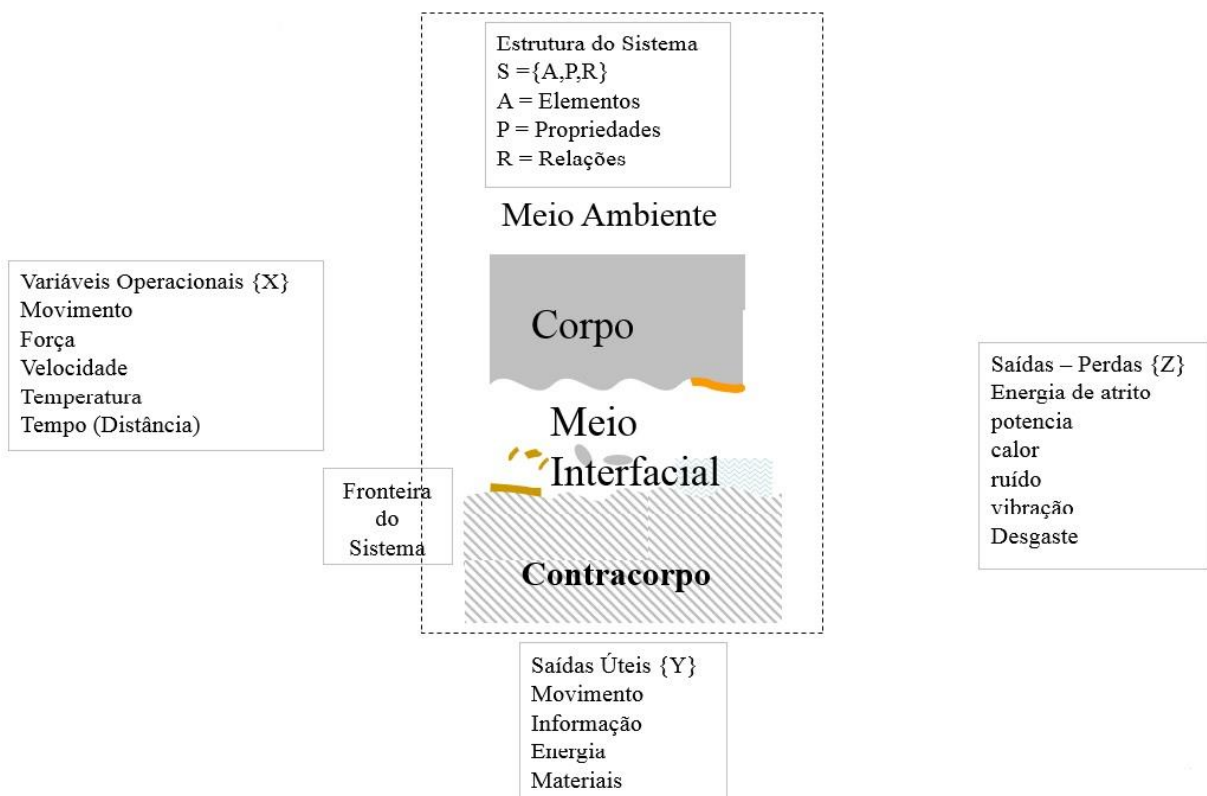 Estrutura do Sistema
S ={A,P,R}
A = Elementos
P = Propriedades
R = Relações
Meio Ambiente
Variáveis Operacionais {X}
Movimento
Força
Velocidade
Temperatura
Tempo (Distância)
Corpo
Saídas – Perdas {Z}
Energia de atrito
potencia
calor
ruído
vibração
Desgaste
Meio
Interfacial
Fronteira
do
Sistema
Contracorpo
Saídas Úteis {Y}
Movimento
Informação
Energia
Materiais